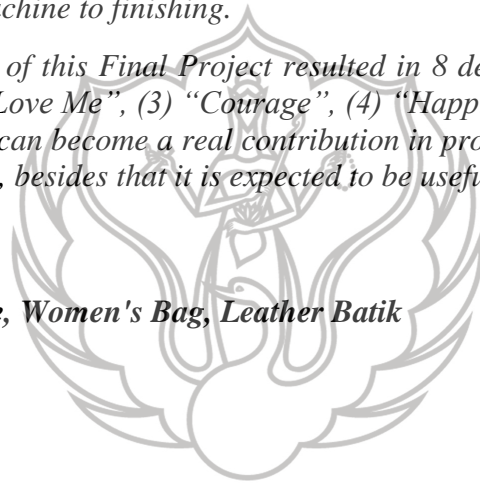 chine to finishing.
of this Final Project resulted in 8 de
Love Me”, (3) “Courage”, (4) “Happ
can become a real contribution in pro
, besides that it is expected to be usefu
, Women's Bag, Leather Batik